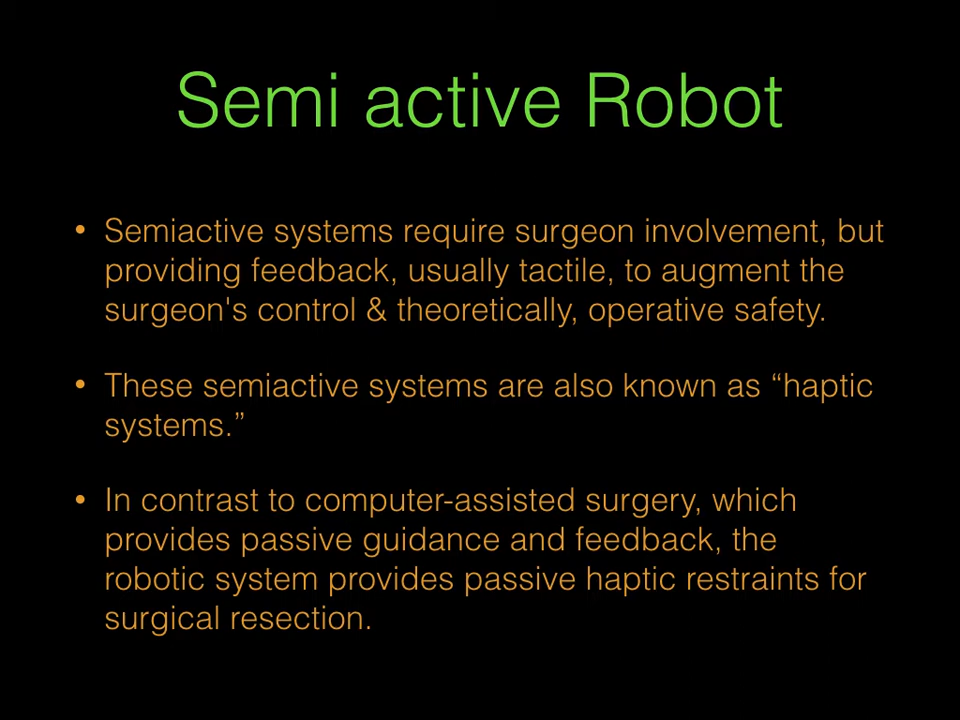 Semi active Robot
• Semiactive systems require surgeon involvement, but
providing feedback, usually tactile, to augment the
surgeon's control & theoretically, operative safety.
• These semiactive systems are also known as “haptic
systems.”
• In contrast to computer-assisted surgery, which
provides passive guidance and feedback, the
robotic system provides passive haptic restraints for
surgical resection.